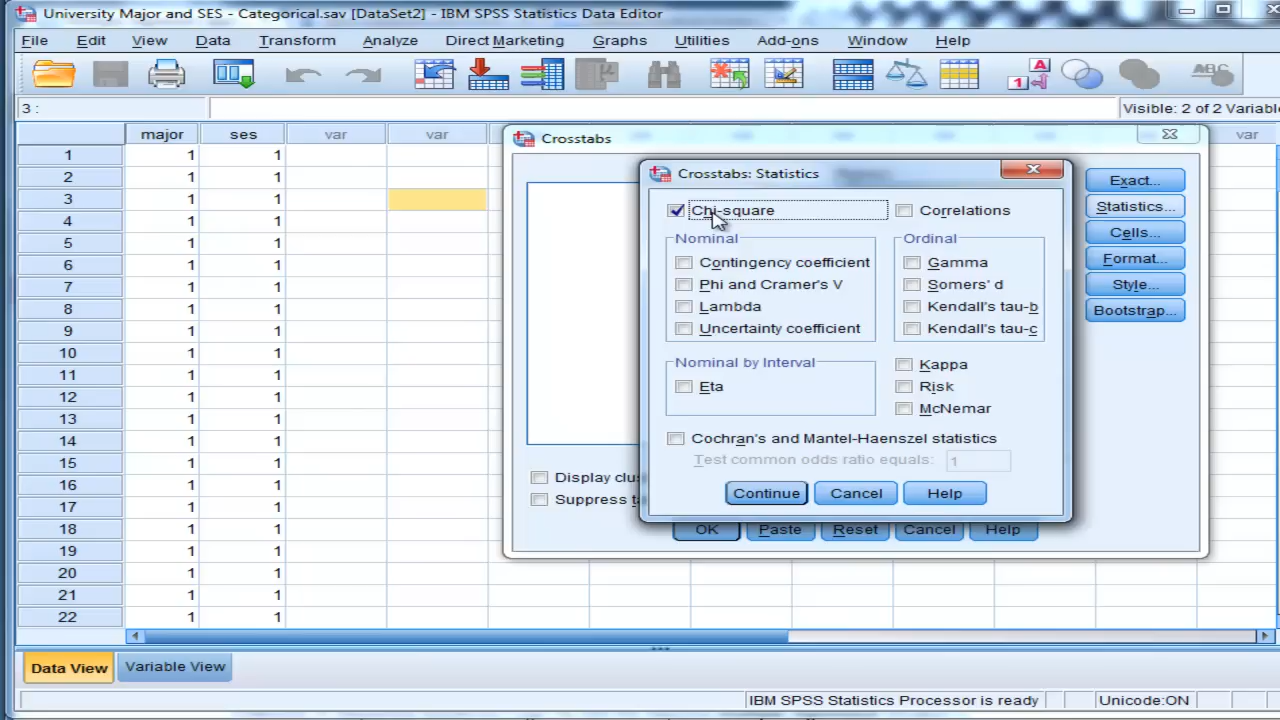 University Major and SES - Categorical.sav [DataSet2] - IBM SPSS Statistics Data Editor
File Edit View Data Transform Analyze Direct Marketing Graphs Utilities Add-ons Window Help
3 :
Visible: 2 of 2 Variable
major ses var var var
Crosstabs
Crosstabs: Statistics
Chi-square Correlations
Nominal Ordinal
Contingency coefficient Gamma
Phi and Cramer's V Somers' d
Lambda Kendall's tau-b
Uncertainty coefficient Kendall's tau-c
Nominal by Interval Kappa
Eta Risk
McNemar
Cochran's and Mantel-Haenszel statistics
Test common odds ratio equals: 1
Continue Cancel Help
Exact...
Statistics...
Cells...
Format...
Style...
Bootstrap...
Display clu
Suppress ta
OK Paste Reset Cancel Help
1 1 1
2 1 1
3 1 1
4 1 1
5 1 1
6 1 1
7 1 1
8 1 1
9 1 1
10 1 1
11 1 1
12 1 1
13 1 1
14 1 1
15 1 1
16 1 1
17 1 1
18 1 1
19 1 1
20 1 1
21 1 1
22 1 1
Data View Variable View
IBM SPSS Statistics Processor is ready Unicode:ON